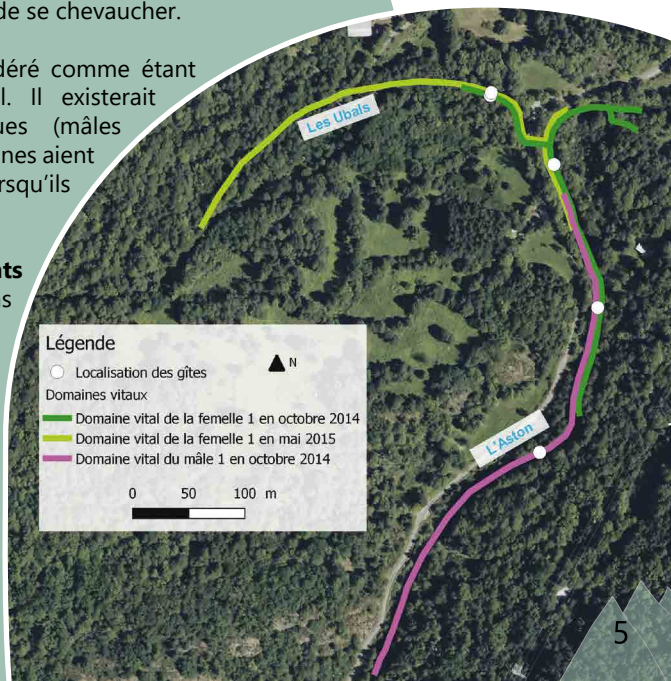 de se chevaucher.
déré comme étant
l. Il existerait
ues (mâles
nes aient
rsqu'ils
nts
ns
Les Ubals
L'Aston
Légende
N
Localisation des gîtes
Domaines vitaux
Domaine vital de la femelle 1 en octobre 2014
Domaine vital de la femelle 1 en mai 2015
Domaine vital du mâle 1 en octobre 2014
0 50 100 m
5